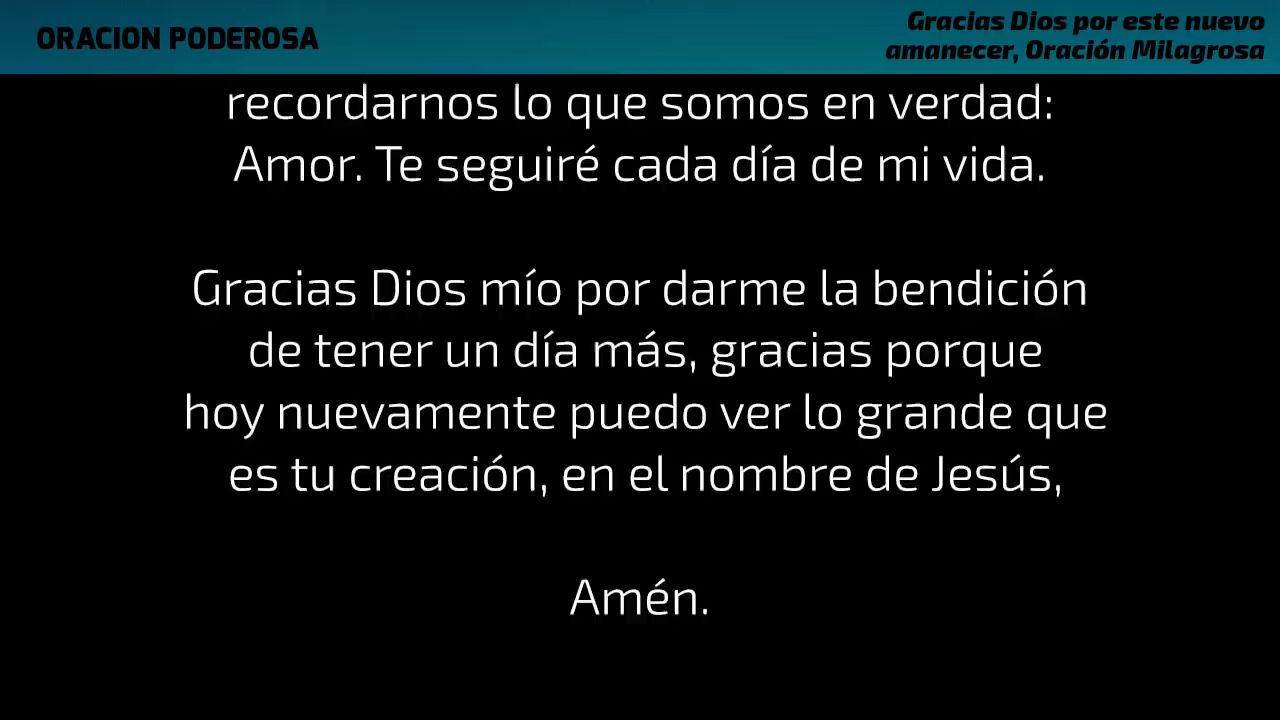 ORACION PODEROSA
Gracias Dios por este nuevo
amanecer, Oración Milagrosa
recordarnos lo que somos en verdad:
Amor. Te seguiré cada día de mi vida.
Gracias Dios mío por darme la bendición
de tener un día más, gracias porque
hoy nuevamente puedo ver lo grande que
es tu creación, en el nombre de Jesús,
Amén.